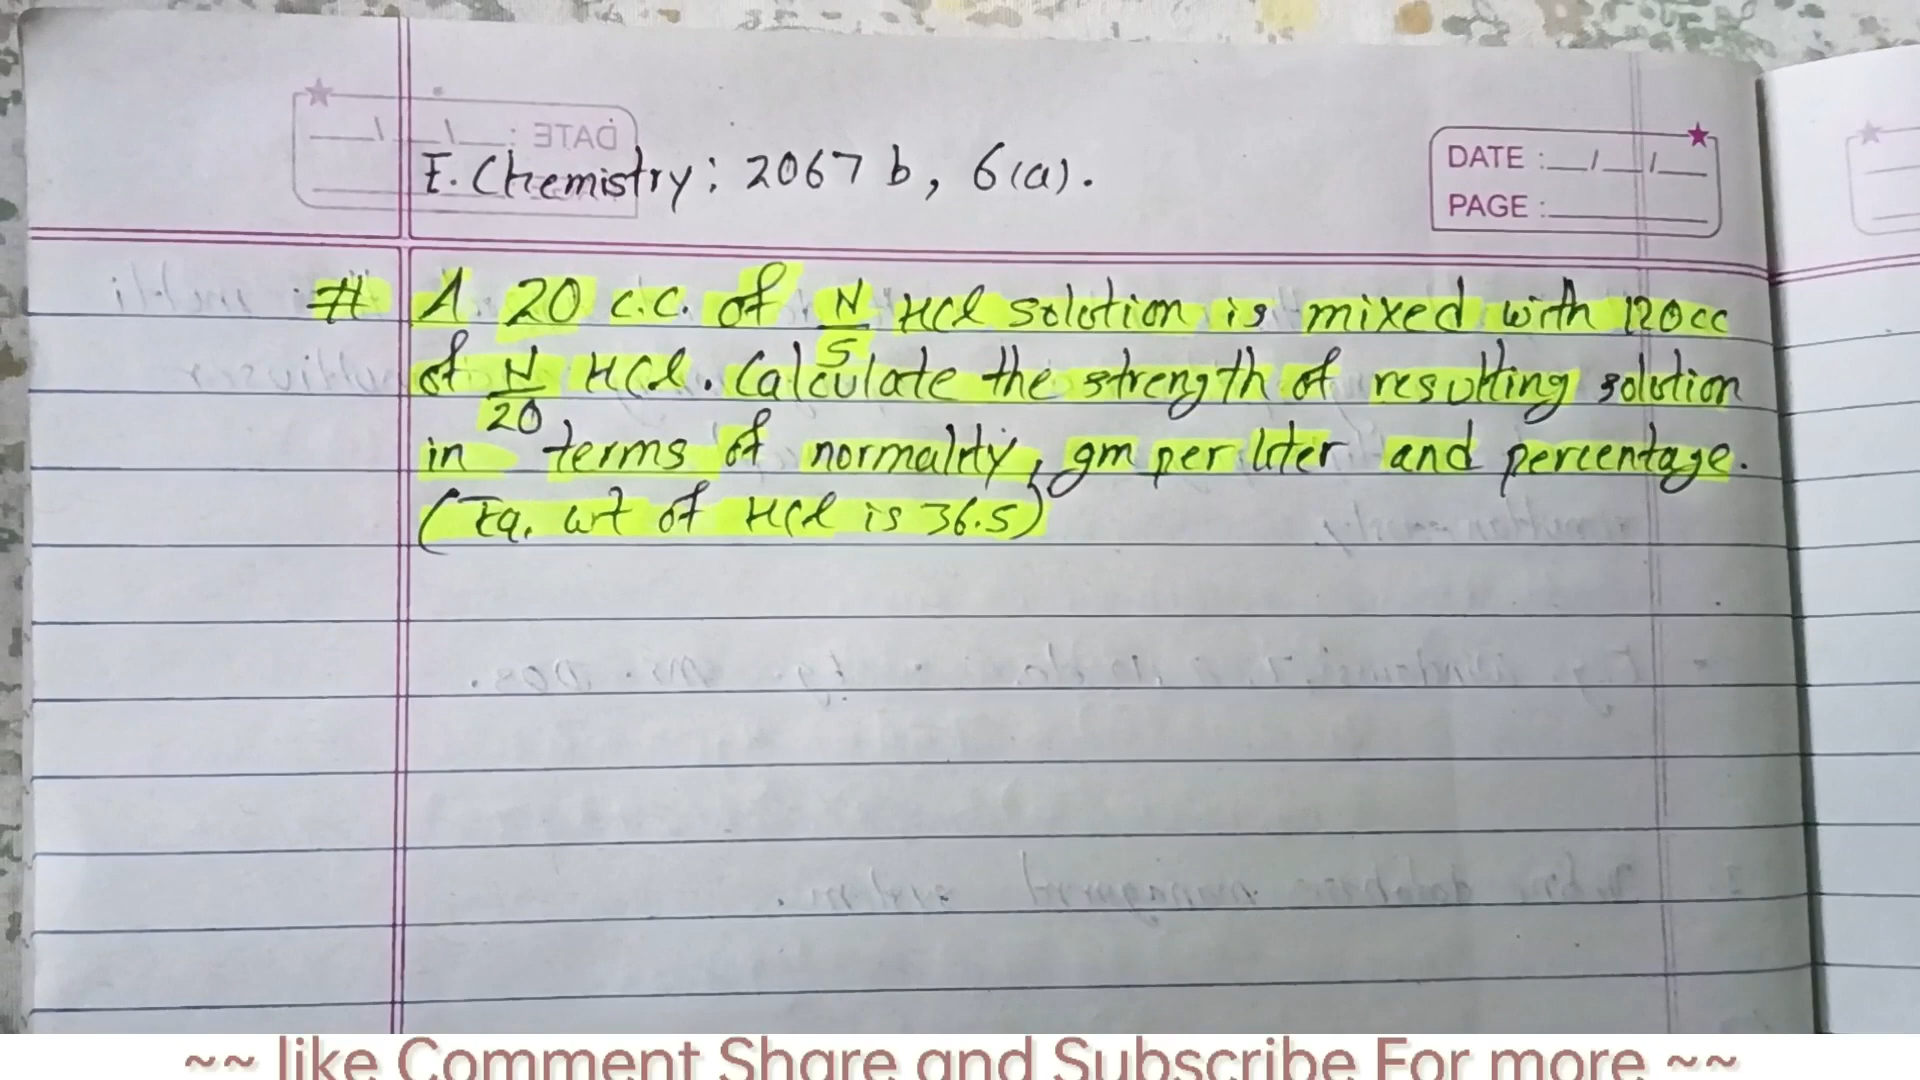 DATE : __/__/__
E. Chemistry: 2067 b, 6(a).
DATE :__/__/__
PAGE :
# A 20 c.c. of N/5 HCl solution is mixed with 120cc
of N/20 HCl. Calculate the strength of resulting solution
in terms of normality, gm per liter and percentage.
(Eq. wt of HCl is 36.5)
~~ like Comment Share and Subscribe For more ~~